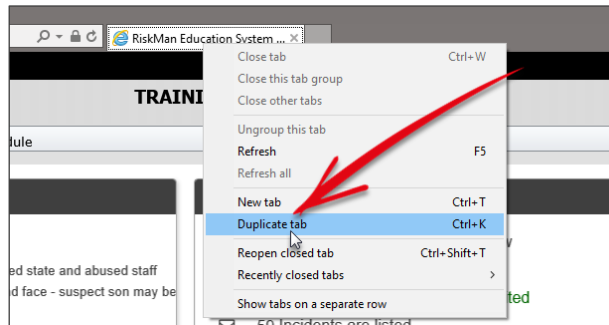 RiskMan Education System ...
Close tab Ctrl+W
Close this tab group
Close other tabs
TRAINI
Ungroup this tab
dule
Refresh F5
Refresh all
New tab Ctrl+T
Duplicate tab Ctrl+K
Reopen closed tab Ctrl+Shift+T
ed state and abused staff
Recently closed tabs
d face - suspect son may be
ted
Show tabs on a separate row
50 Incidents are listed